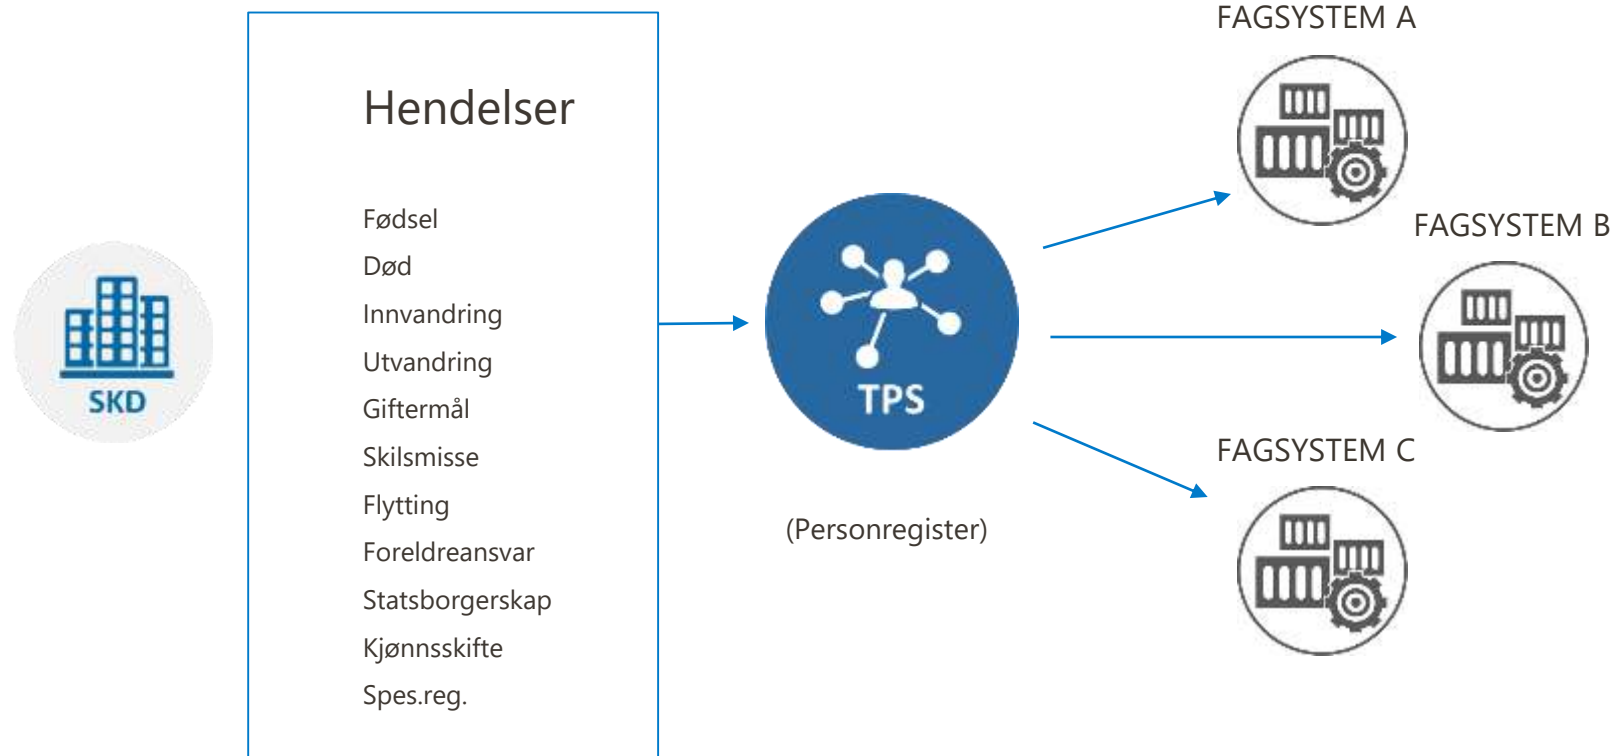 SKD
Hendelser
Fødsel
Død
Innvandring
Utvandring
Giftermål
Skilsmisse
Flytting
Foreldreansvar
Statsborgerskap
Kjønnsskifte
Spes.reg.
TPS
(Personregister)
FAGSYSTEM A
FAGSYSTEM B
FAGSYSTEM C